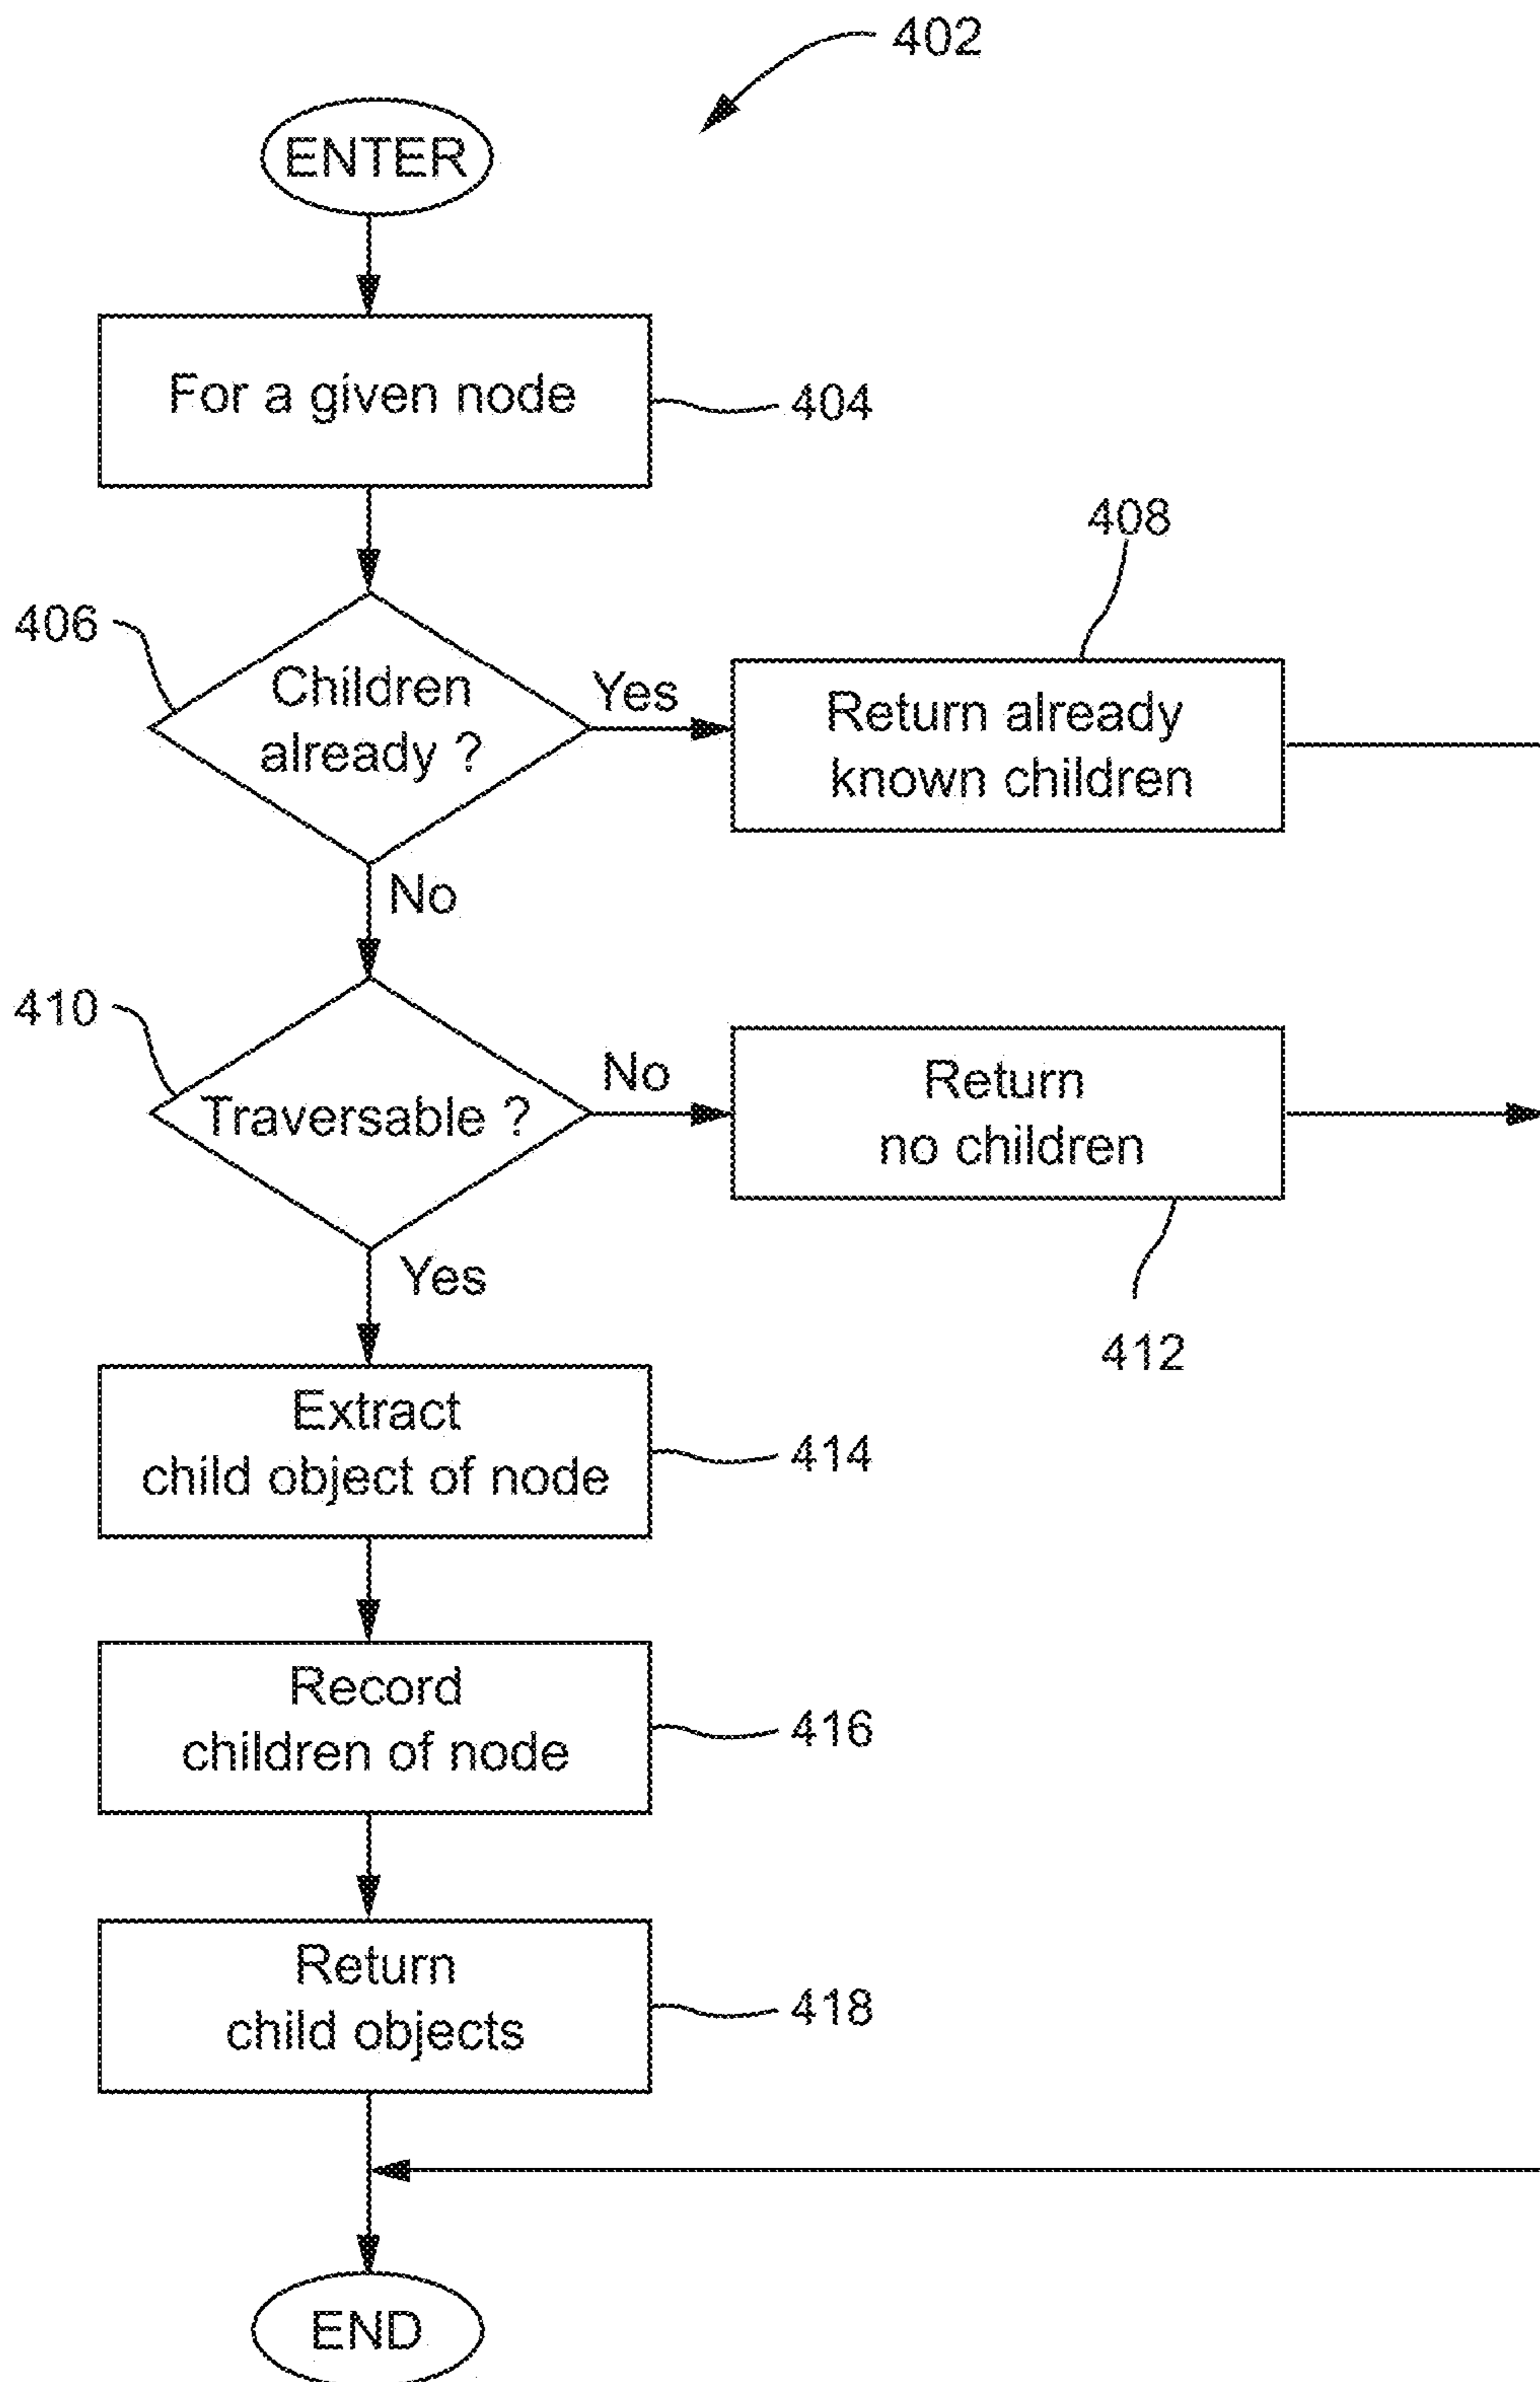 402
ENTER
For a given node
404
408
406
Children
already ?
Yes
Return already
known children
No
410
Traversable ?
No
Return
no children
412
Yes
Extract
child object of node
414
Record
children of node
416
Return
child objects
418
END